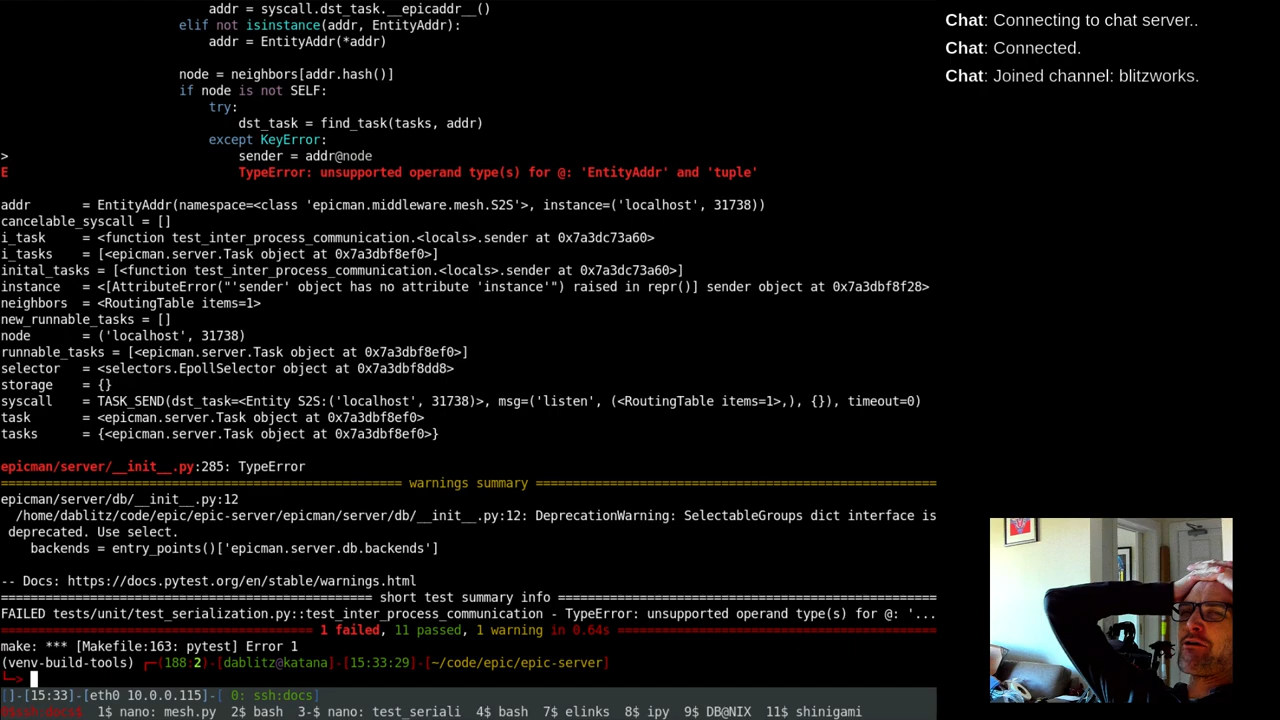 addr = syscall.dst_task.__epicaddr__()
elif not isinstance(addr, EntityAddr):
addr = EntityAddr(*addr)
node = neighbors[addr.hash()]
if node is not SELF:
try:
dst_task = find_task(tasks, addr)
except KeyError:
> sender = addr@node
E TypeError: unsupported operand type(s) for @: 'EntityAddr' and 'tuple'
addr = EntityAddr(namespace=<class 'epicman.middleware.mesh.S2S'>, instance=('localhost', 31738))
cancelable_syscall = []
i_task = <function test_inter_process_communication.<locals>.sender at 0x7a3dc73a60>
i_tasks = [<epicman.server.Task object at 0x7a3dbf8ef0>]
inital_tasks = [<function test_inter_process_communication.<locals>.sender at 0x7a3dc73a60>]
instance = <[AttributeError("'sender' object has no attribute 'instance'") raised in repr()] sender object at 0x7a3dbf8f28>
neighbors = <RoutingTable items=1>
new_runnable_tasks = []
node = ('localhost', 31738)
runnable_tasks = [<epicman.server.Task object at 0x7a3dbf8ef0>]
selector = <selectors.EpollSelector object at 0x7a3dbf8dd8>
storage = {}
syscall = TASK_SEND(dst_task=<Entity S2S:('localhost', 31738)>, msg=('listen', (<RoutingTable items=1>,), {}), timeout=0)
task = <epicman.server.Task object at 0x7a3dbf8ef0>
tasks = {<epicman.server.Task object at 0x7a3dbf8ef0>}
epicman/server/__init__.py:285: TypeError
=========================================== warnings summary ===========================================
epicman/server/db/__init__.py:12
/home/dablitz/code/epic/epic-server/epicman/server/db/__init__.py:12: DeprecationWarning: SelectableGroups dict interface is
deprecated. Use select.
backends = entry_points()['epicman.server.db.backends']
-- Docs: https://docs.pytest.org/en/stable/warnings.html
======================================= short test summary info ========================================
FAILED tests/unit/test_serialization.py::test_inter_process_communication - TypeError: unsupported operand type(s) for @: '...
================================ 1 failed, 11 passed, 1 warning in 0.64s ================================
make: *** [Makefile:163: pytest] Error 1
(venv-build-tools) ┌─(188:2)-[dablitz@katana]-[15:33:29]-[~/code/epic/epic-server]
└─>
[]-[15:33]-[eth0 10.0.0.115]-[ 0: ssh:docs]
0$ssh:docs 1$ nano: mesh.py 2$ bash 3-$ nano: test_seriali 4$ bash 7$ elinks 8$ ipy 9$ DB@NIX 11$ shinigami
Chat: Connecting to chat server..
Chat: Connected.
Chat: Joined channel: blitzworks.